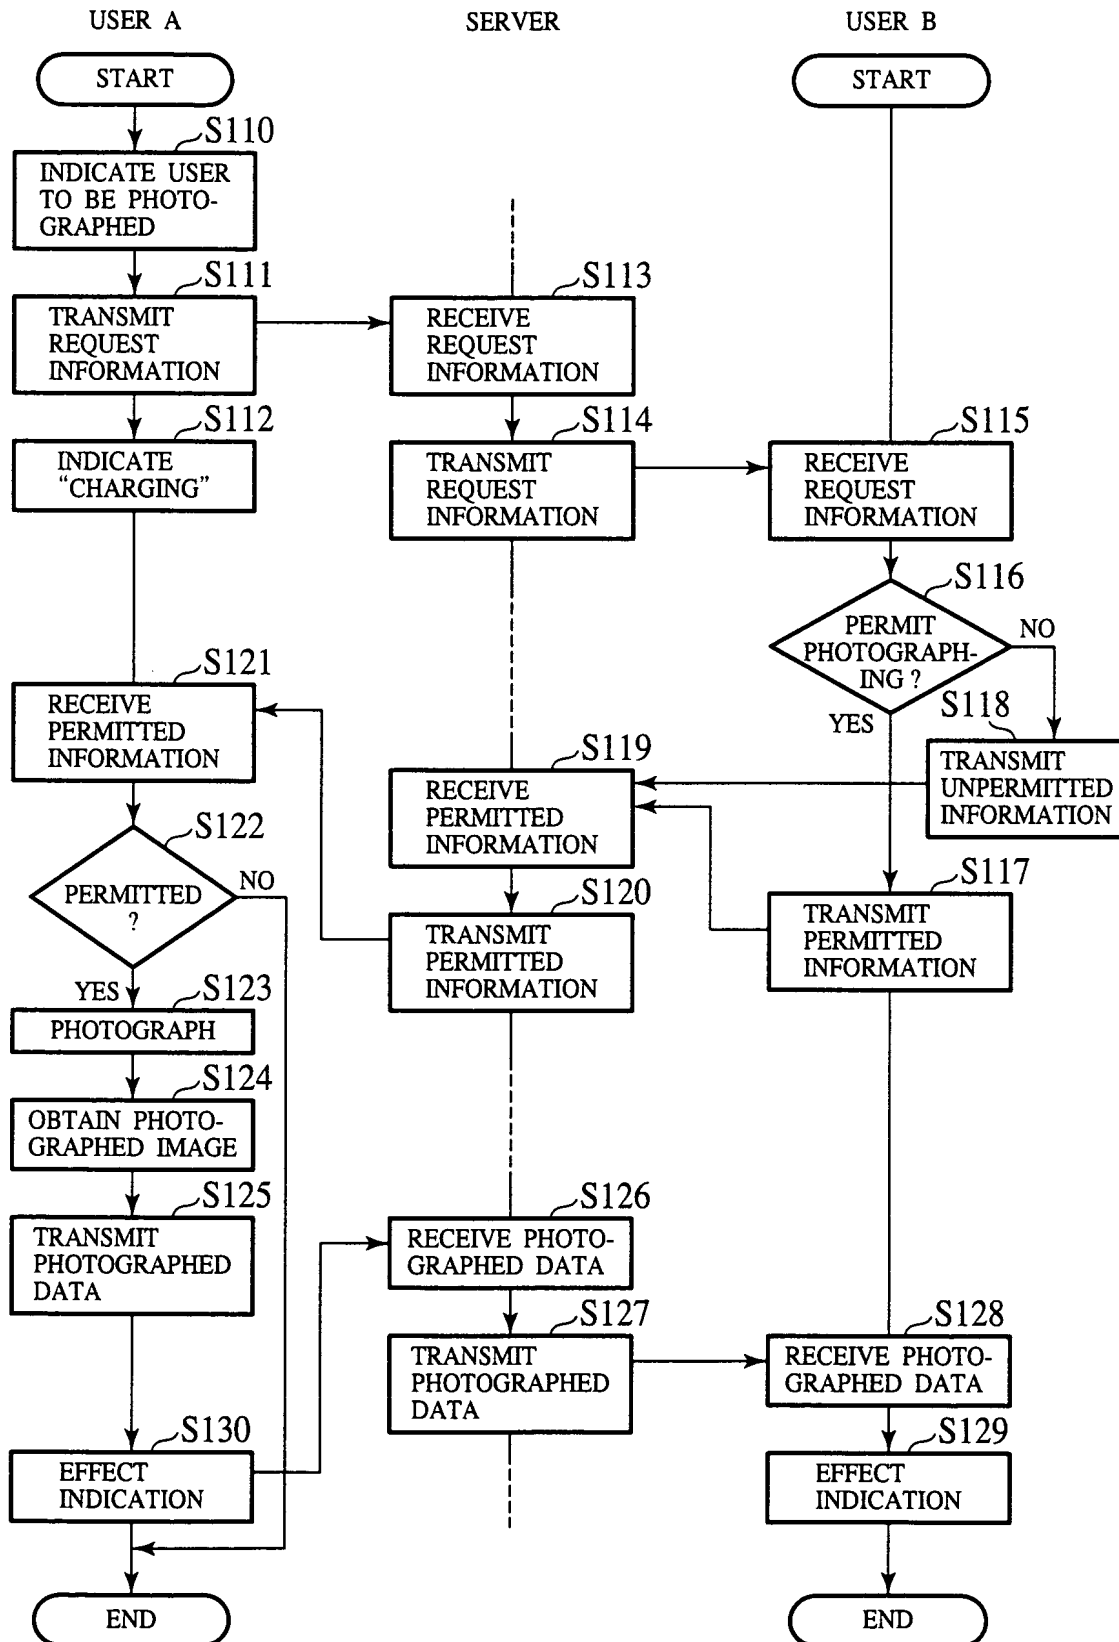 USER A
SERVER
USER B
START
START
S110
INDICATE USER
TO BE PHOTO-
GRAPHED
S111
TRANSMIT
REQUEST
INFORMATION
S113
RECEIVE
REQUEST
INFORMATION
S112
INDICATE
“CHARGING”
S114
TRANSMIT
REQUEST
INFORMATION
S115
RECEIVE
REQUEST
INFORMATION
S116
PERMIT
PHOTOGRAPH-
ING ?
NO
YES
S118
TRANSMIT
UNPERMITTED
INFORMATION
S121
RECEIVE
PERMITTED
INFORMATION
S119
RECEIVE
PERMITTED
INFORMATION
S122
PERMITTED
?
NO
YES
S120
TRANSMIT
PERMITTED
INFORMATION
S117
TRANSMIT
PERMITTED
INFORMATION
S123
PHOTOGRAPH
S124
OBTAIN PHOTO-
GRAPHED IMAGE
S125
TRANSMIT
PHOTOGRAPHED
DATA
S126
RECEIVE PHOTO-
GRAPHED DATA
S127
TRANSMIT
PHOTOGRAPHED
DATA
S128
RECEIVE PHOTO-
GRAPHED DATA
S130
EFFECT
INDICATION
S129
EFFECT
INDICATION
END
END